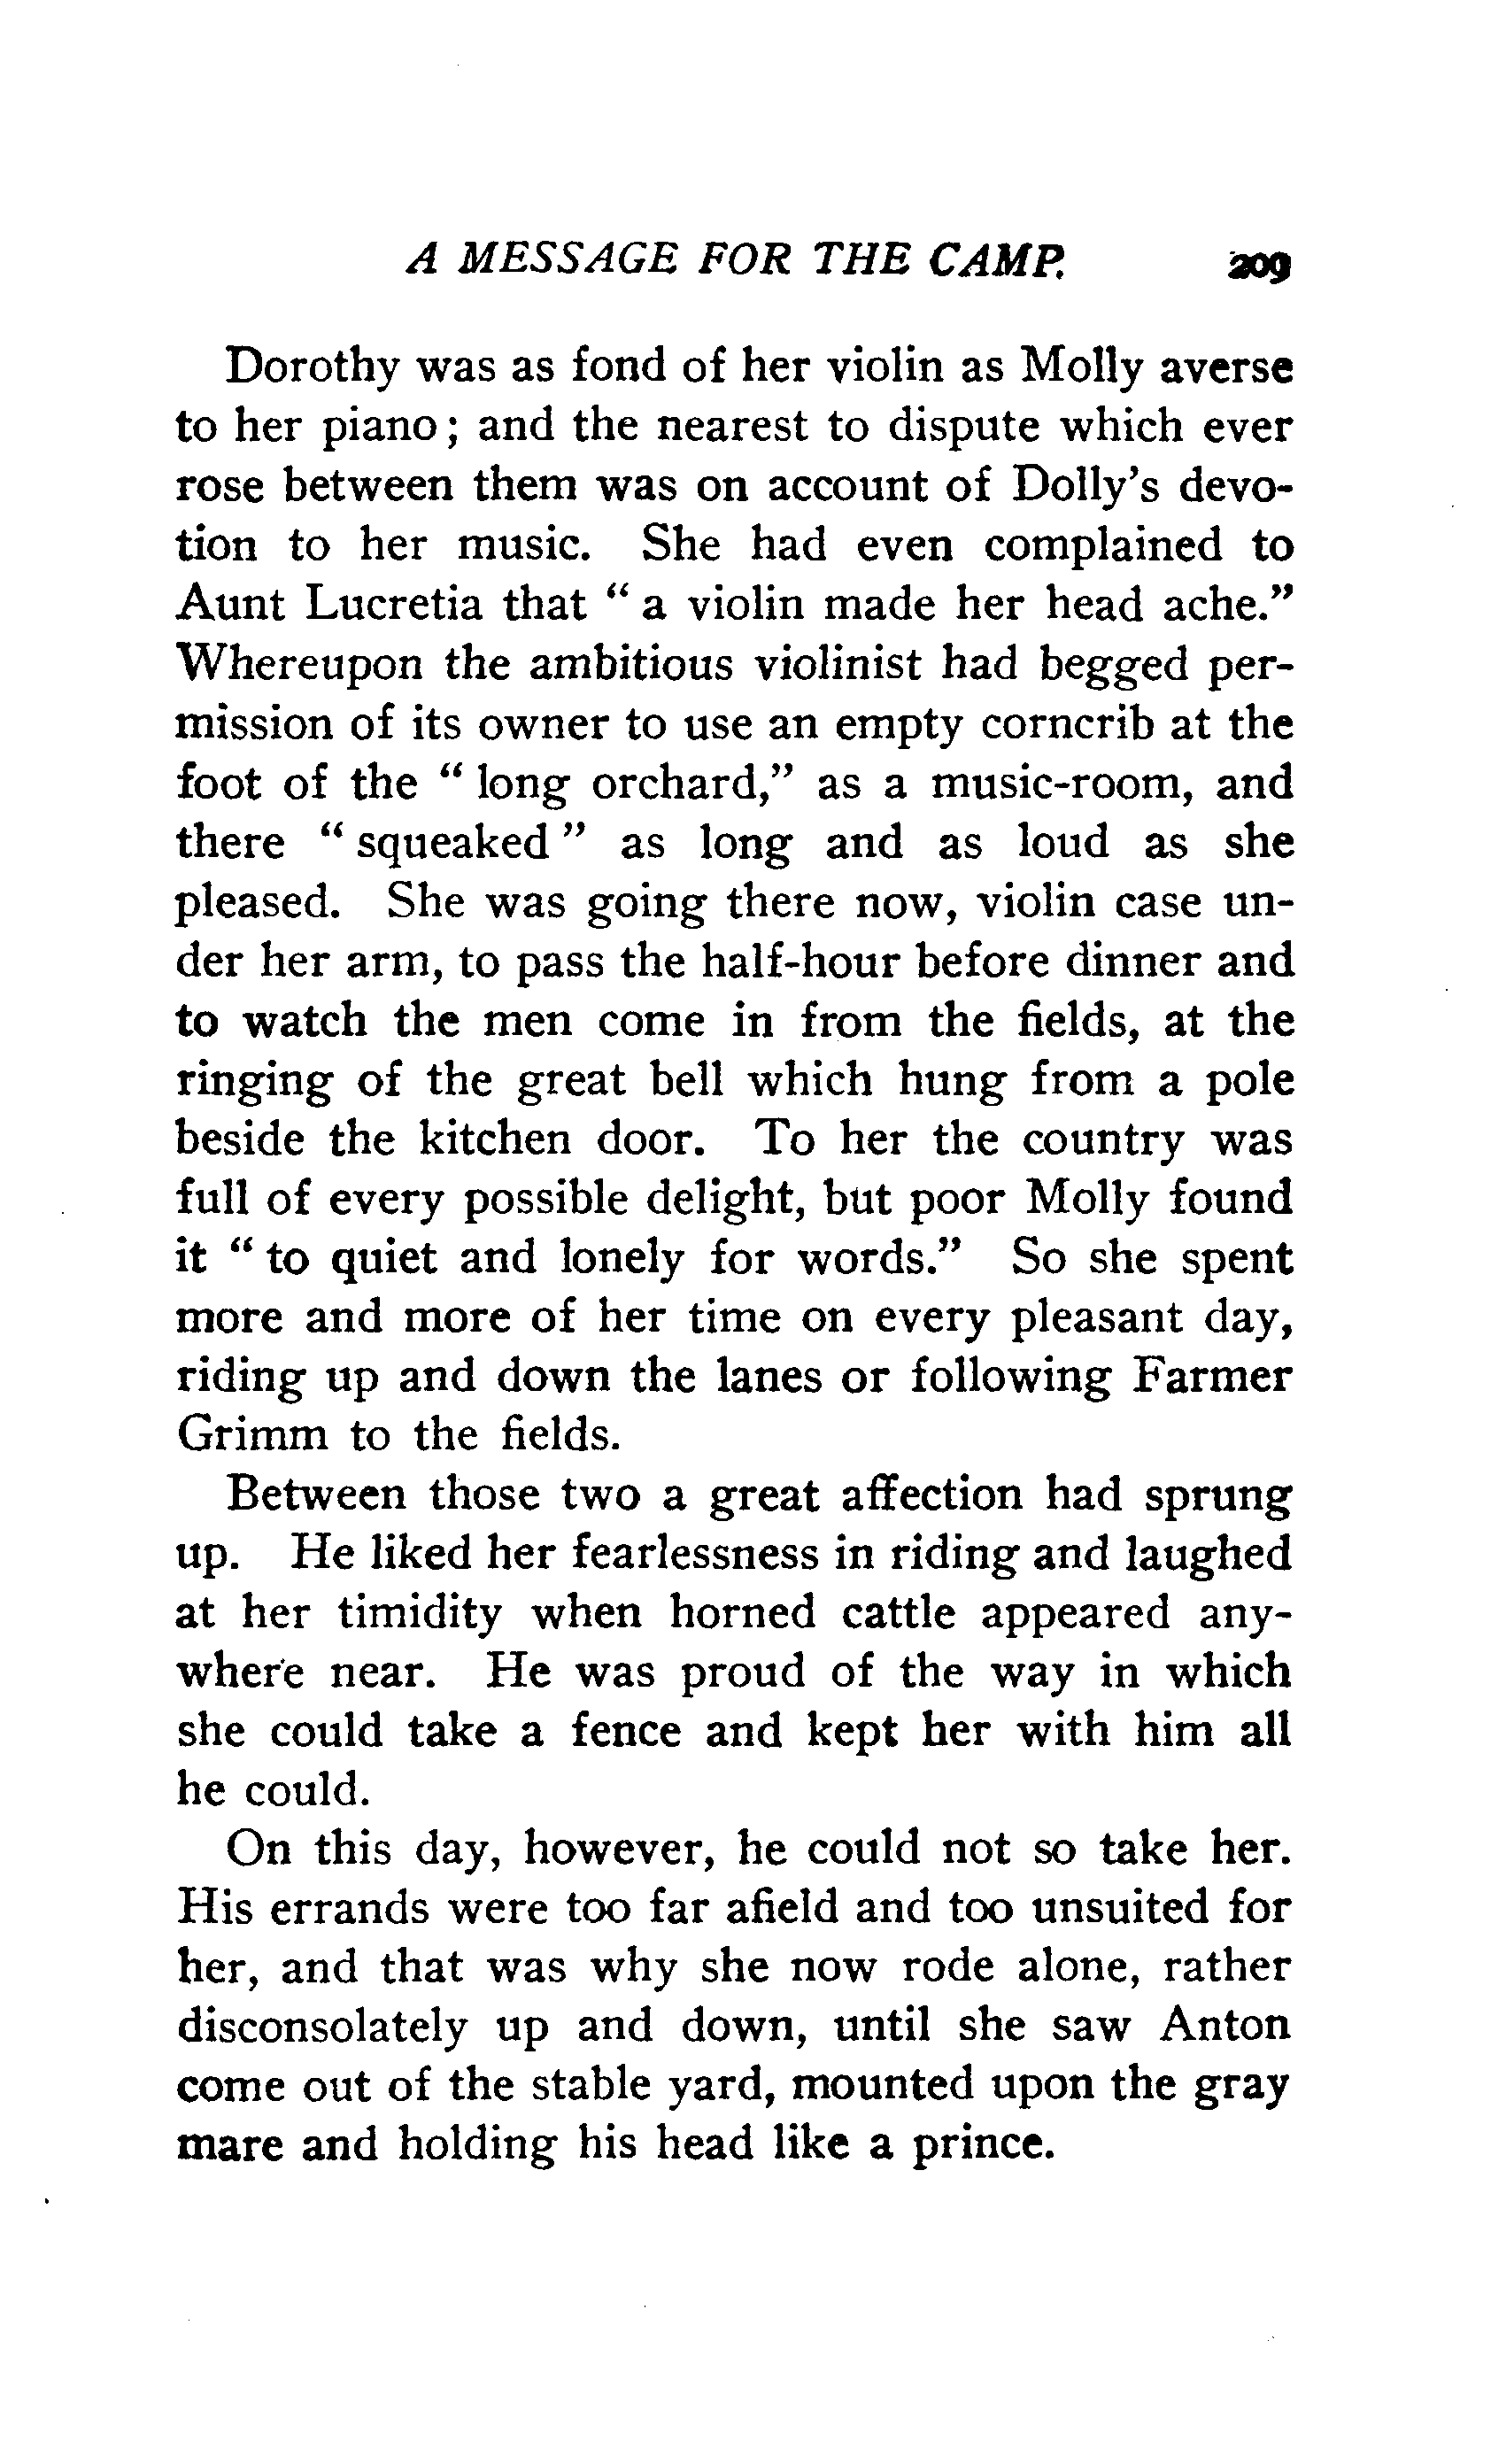 A MESSAGE FOR THE CAMP. 209
Dorothy was as fond of her violin as Molly averse
to her piano; and the nearest to dispute which ever
rose between them was on account of Dolly's devo-
tion to her music. She had even complained to
Aunt Lucretia that "a violin made her head ache."
Whereupon the ambitious violinist had begged per-
mission of its owner to use an empty corncrib at the
foot of the "long orchard," as a music-room, and
there "squeaked" as long and as loud as she
pleased. She was going there now, violin case un-
der her arm, to pass the half-hour before dinner and
to watch the men come in from the fields, at the
ringing of the great bell which hung from a pole
beside the kitchen door. To her the country was
full of every possible delight, but poor Molly found
it "to quiet and lonely for words." So she spent
more and more of her time on every pleasant day,
riding up and down the lanes or following Farmer
Grimm to the fields.
Between those two a great affection had sprung
up. He liked her fearlessness in riding and laughed
at her timidity when horned cattle appeared any-
where near. He was proud of the way in which
she could take a fence and kept her with him all
he could.
On this day, however, he could not so take her.
His errands were too far afield and too unsuited for
her, and that was why she now rode alone, rather
disconsolately up and down, until she saw Anton
come out of the stable yard, mounted upon the gray
mare and holding his head like a prince.